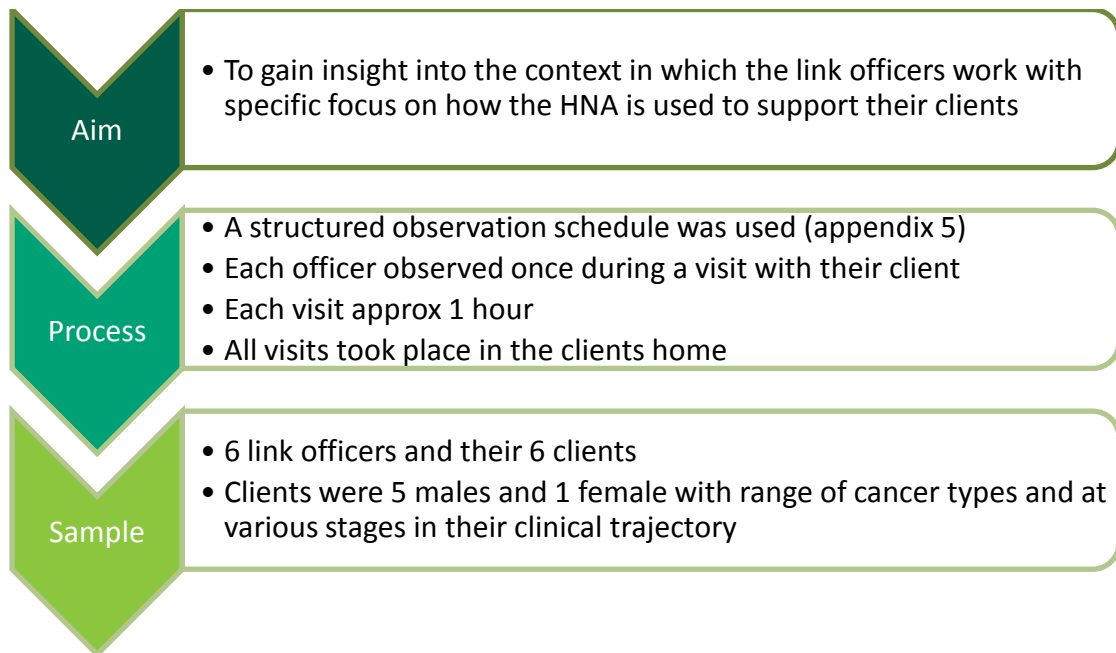 Aim
• To gain insight into the context in which the link officers work with
specific focus on how the HNA is used to support their clients
Process
• A structured observation schedule was used (appendix 5)
• Each officer observed once during a visit with their client
• Each visit approx 1 hour
• All visits took place in the clients home
Sample
• 6 link officers and their 6 clients
• Clients were 5 males and 1 female with range of cancer types and at
various stages in their clinical trajectory